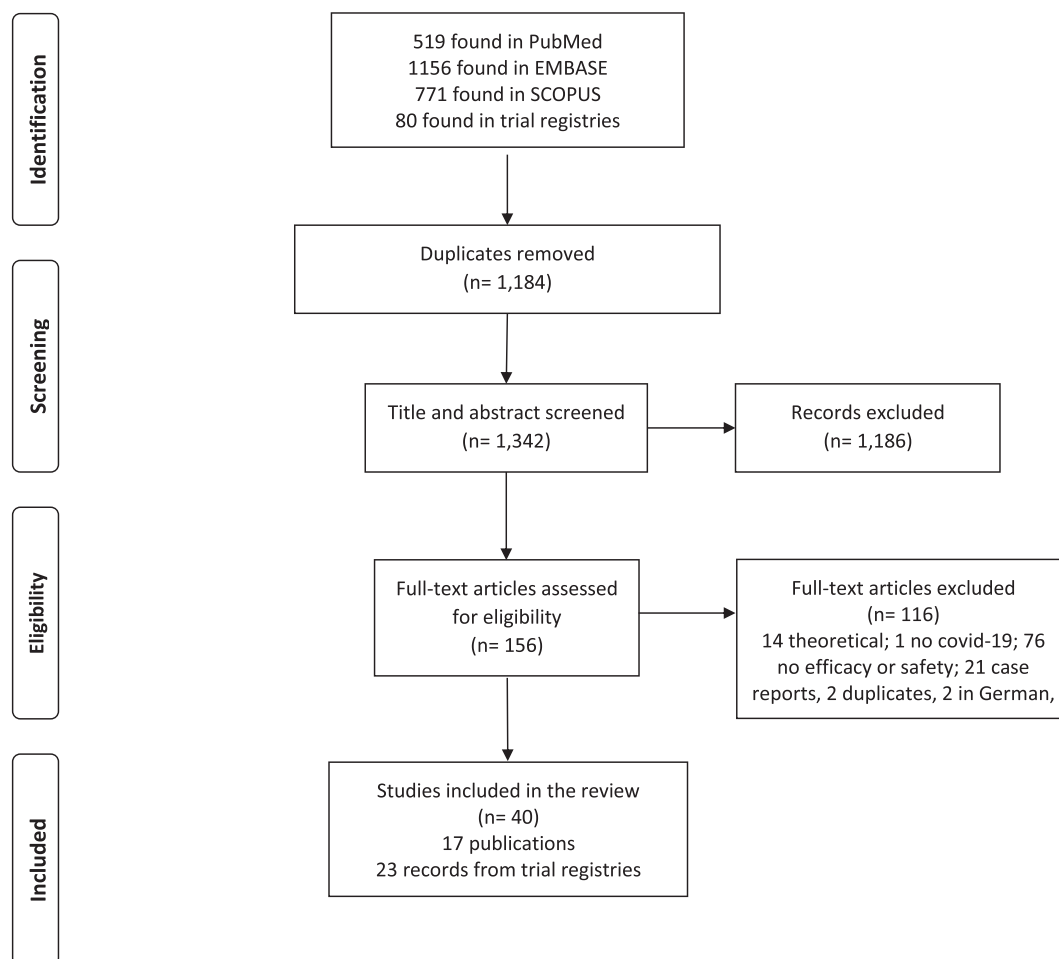 Identification
519 found in PubMed
1156 found in EMBASE
771 found in SCOPUS
80 found in trial registries
Screening
Duplicates removed
(n= 1,184)
Title and abstract screened
(n= 1,342)
Records excluded
(n= 1,186)
Eligibility
Full-text articles assessed
for eligibility
(n= 156)
Full-text articles excluded
(n= 116)
14 theoretical; 1 no covid-19; 76
no efficacy or safety; 21 case
reports, 2 duplicates, 2 in German,
Included
Studies included in the review
(n= 40)
17 publications
23 records from trial registries